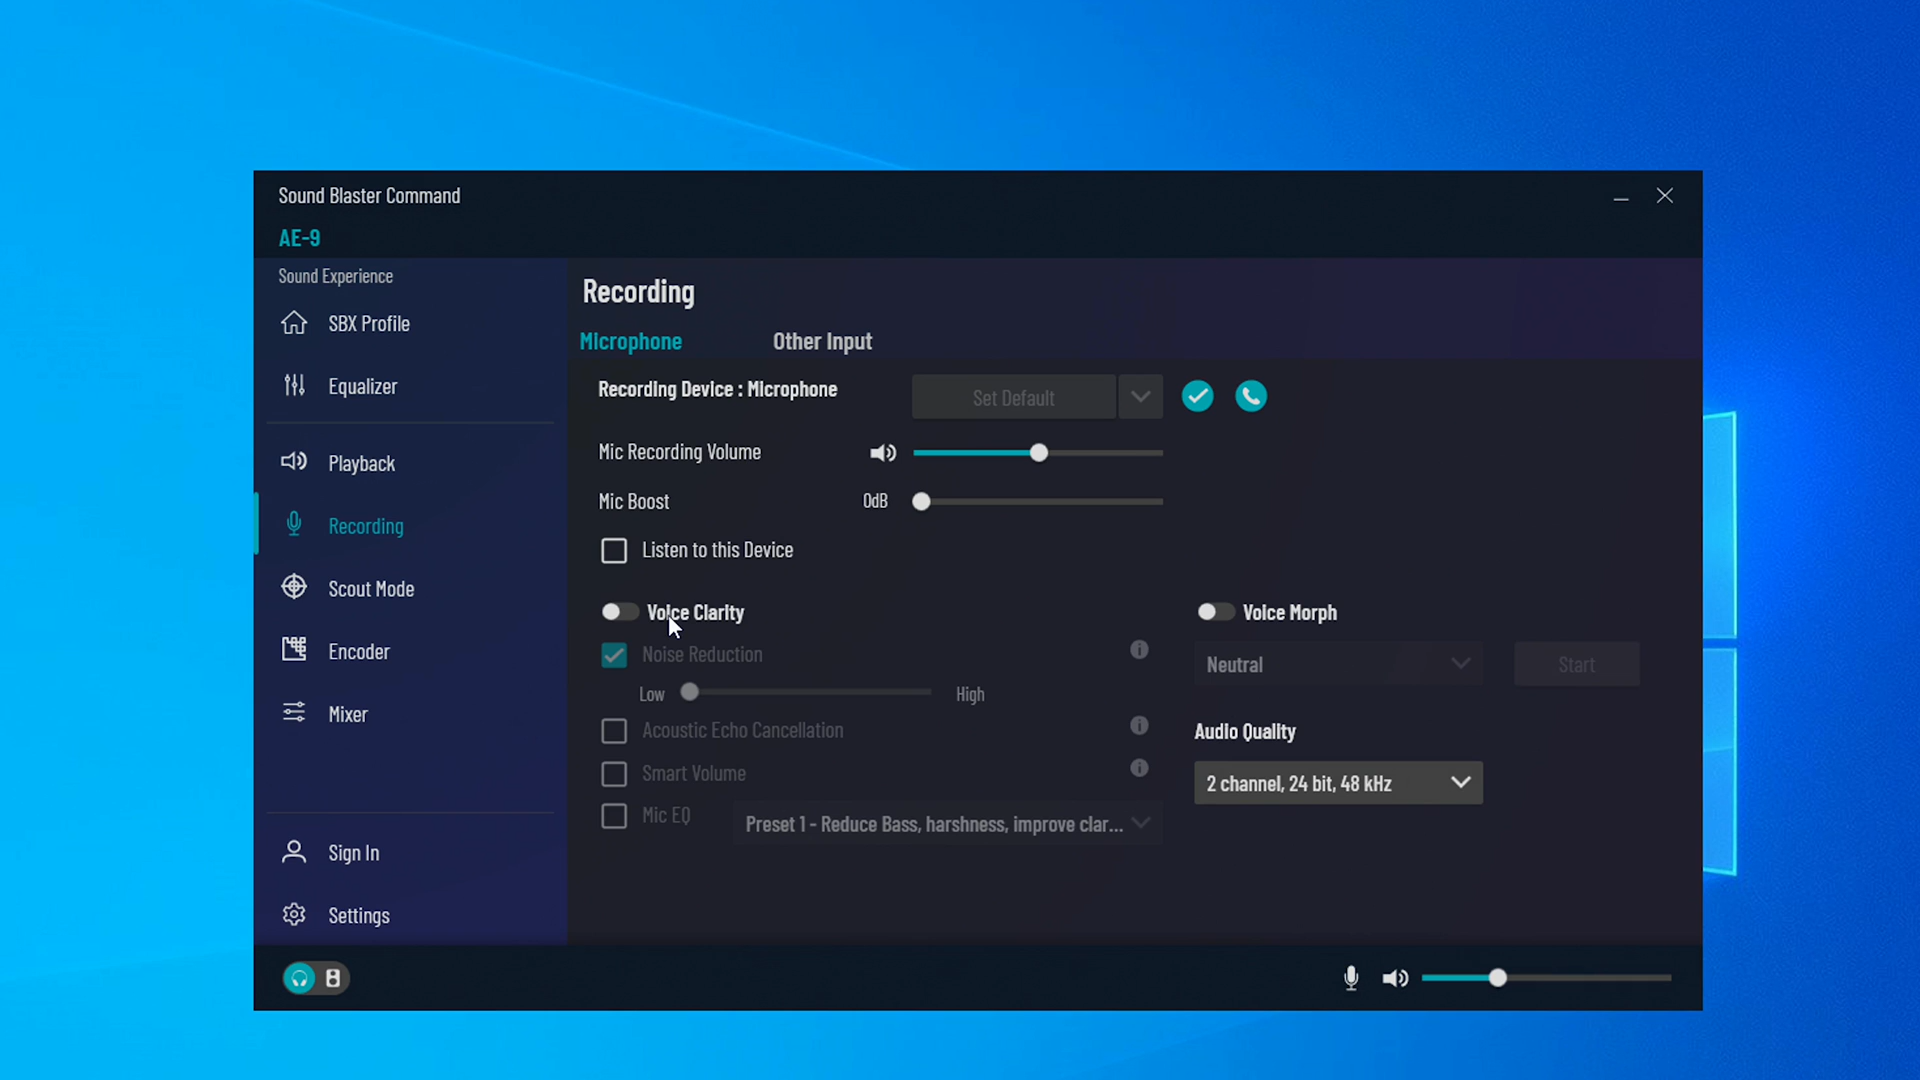 Sound Blaster Command
AE-9
Sound Experience
SBX Profile
Equalizer
Playback
Recording
Scout Mode
Encoder
Mixer
Sign In
Settings
Recording
Microphone
Other Input
Recording Device : Microphone
Set Default
Mic Recording Volume
Mic Boost
0dB
Listen to this Device
Voice Clarity
Noise Reduction
Low
High
Acoustic Echo Cancellation
Smart Volume
Mic EQ
Preset 1 - Reduce Bass, harshness, improve clar...
Voice Morph
Neutral
Start
Audio Quality
2 channel, 24 bit, 48 kHz